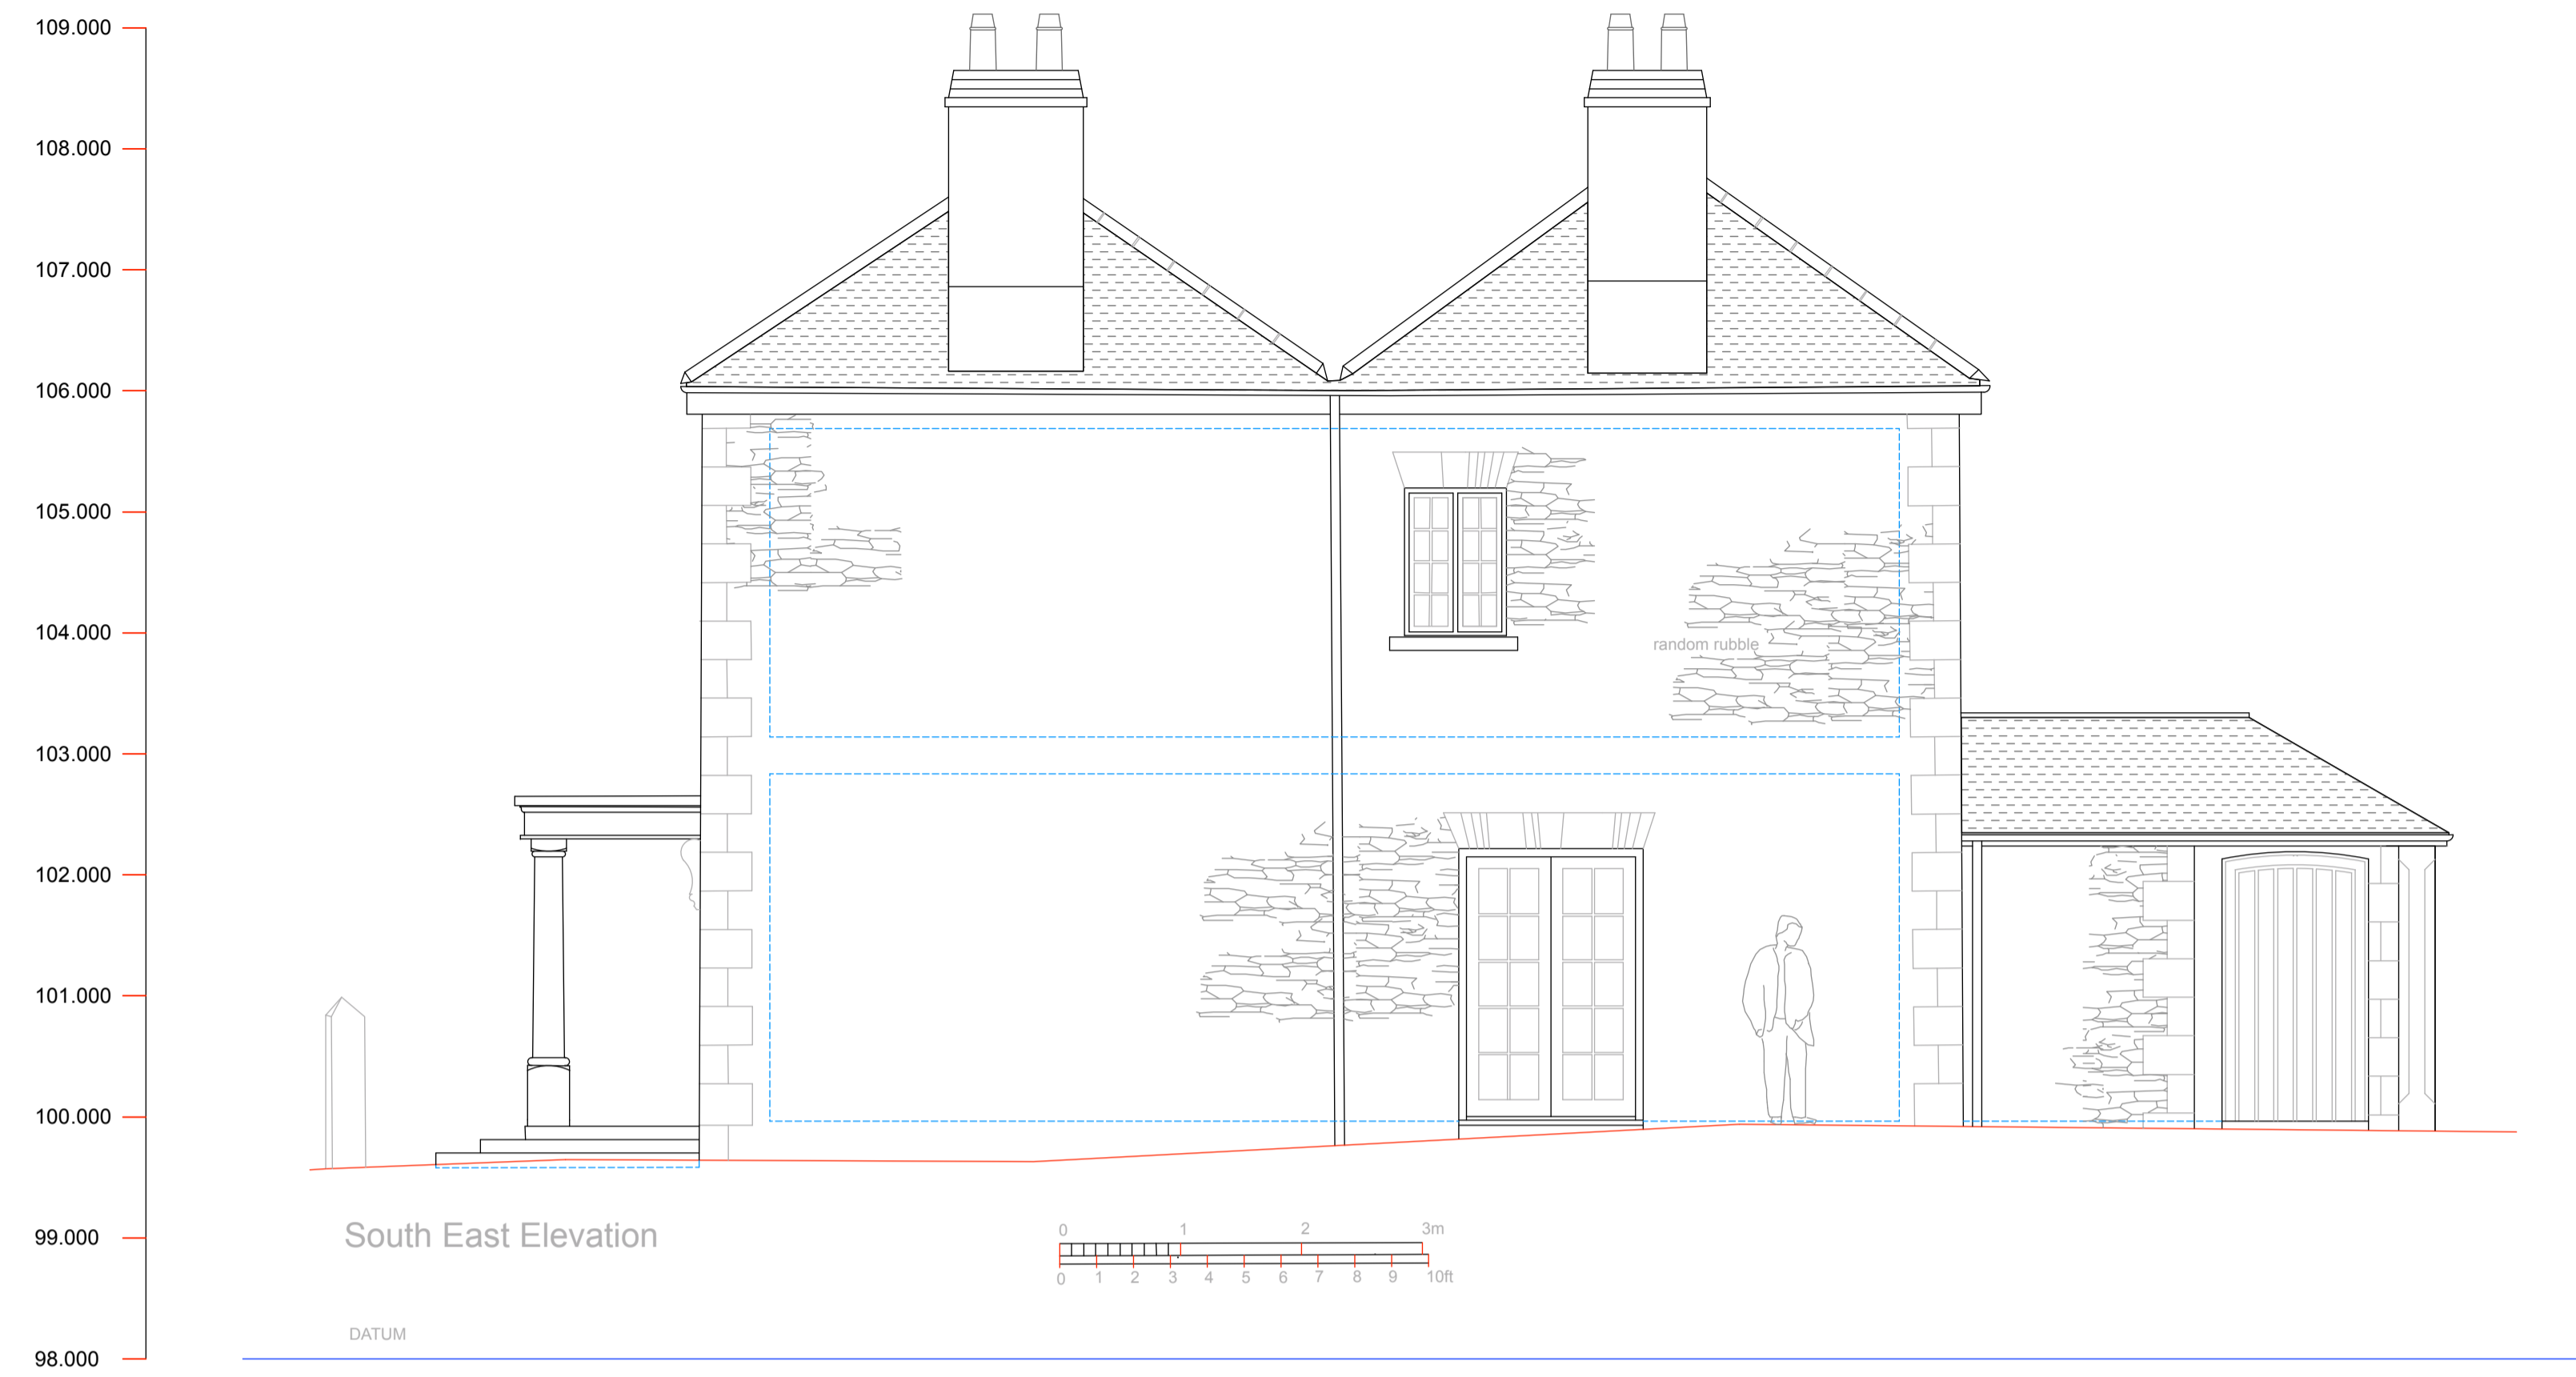 109.000
108.000
107.000
106.000
105.000
104.000
random rubble
103.000
102.000
101.000
100.000
99.000
South East Elevation
0 1 2 3m
0 1 2 3 4 5 6 7 8 9 10ft
DATUM
98.000